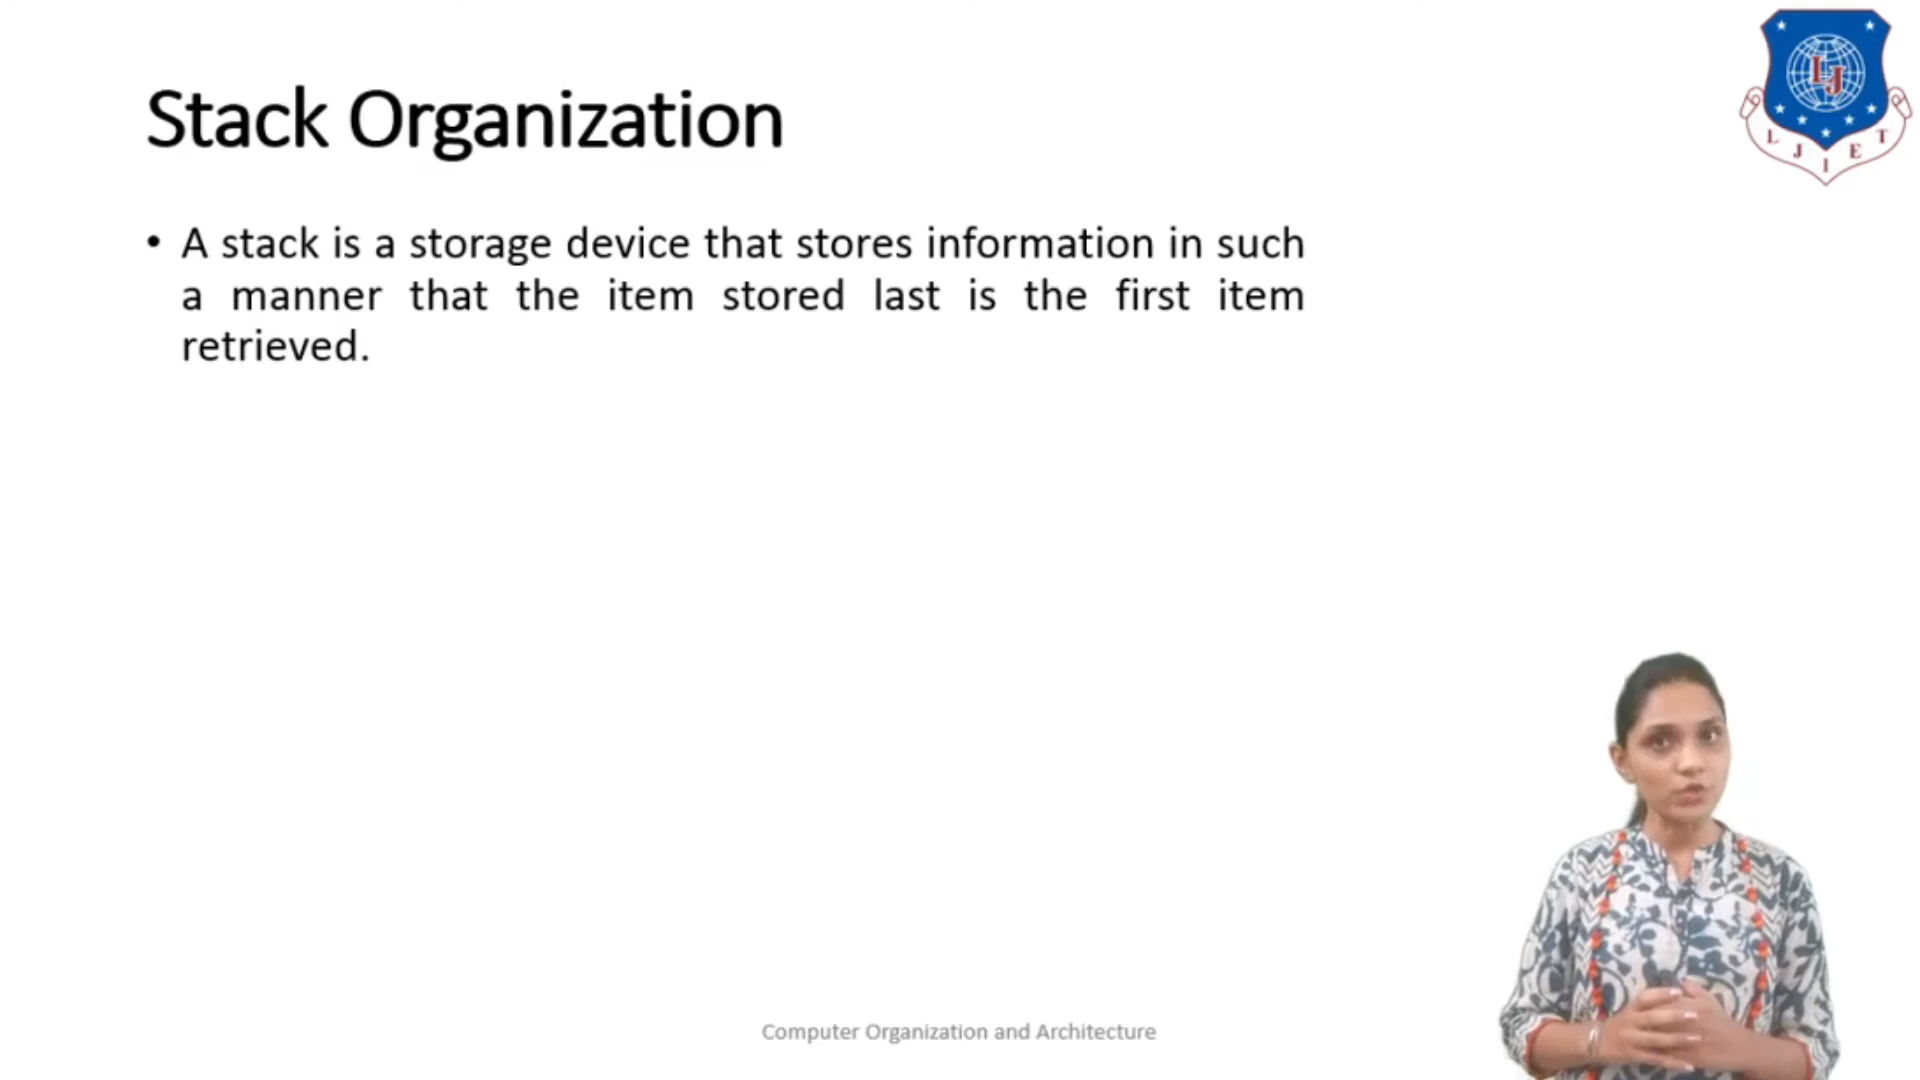 Stack Organization
• A stack is a storage device that stores information in such
a manner that the item stored last is the first item
retrieved.
LJ
L J I E T
Computer Organization and Architecture